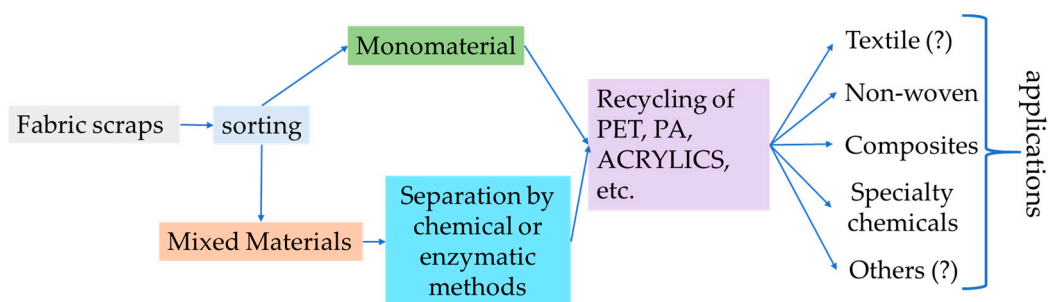 Fabric scraps
sorting
Monomaterial
Mixed Materials
Separation by
chemical or
enzymatic
methods
Recycling of
PET, PA,
ACRYLICS,
etc.
Textile (?)
Non-woven
Composites
Specialty
chemicals
Others (?)
applications